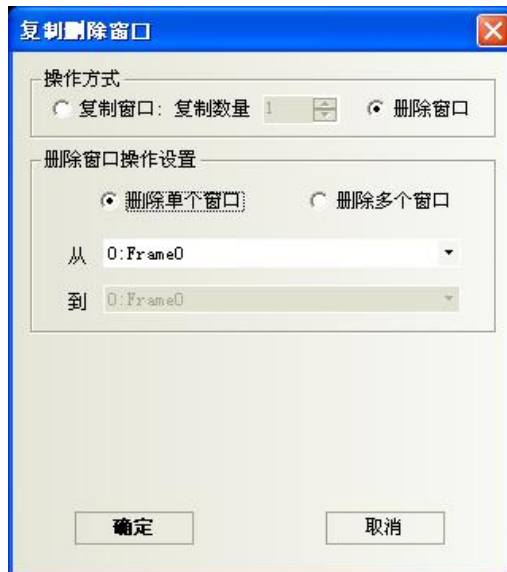 复制删除窗口
操作方式
复制窗口: 复制数量 1 删除窗口
删除窗口操作设置
删除单个窗口 删除多个窗口
从 0:Frame0
到 0:Frame0
确定 取消